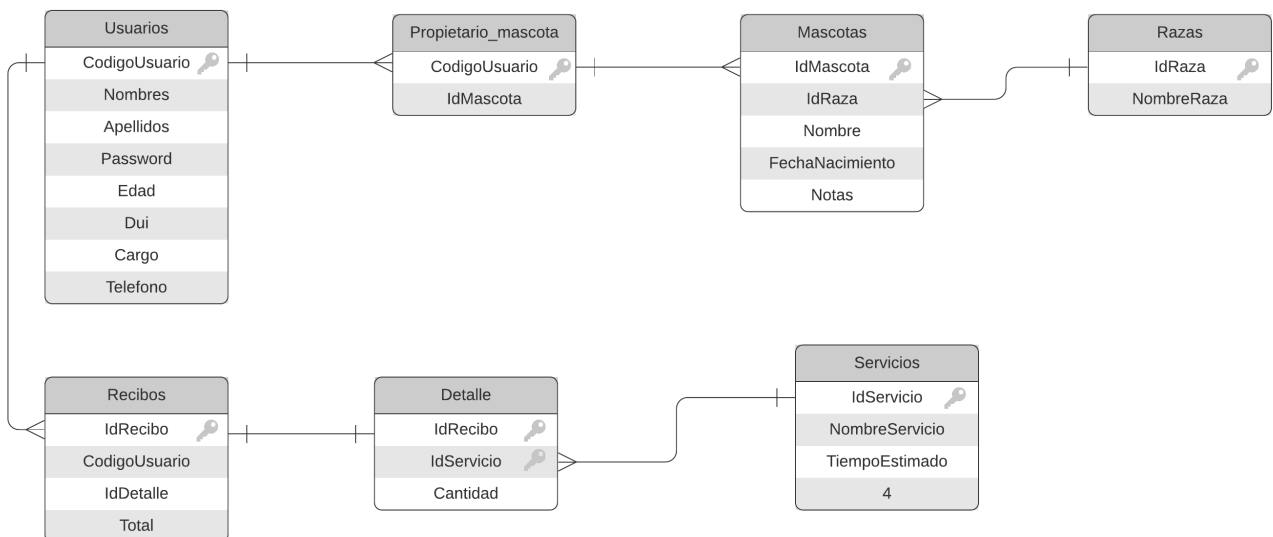 Usuarios
CodigoUsuario
Nombres
Apellidos
Password
Edad
Dui
Cargo
Telefono
Propietario_mascota
CodigoUsuario
IdMascota
Mascotas
IdMascota
IdRaza
Nombre
FechaNacimiento
Notas
Razas
IdRaza
NombreRaza
Recibos
IdRecibo
CodigoUsuario
IdDetalle
Total
Detalle
IdRecibo
IdServicio
Cantidad
Servicios
IdServicio
NombreServicio
TiempoEstimado
4